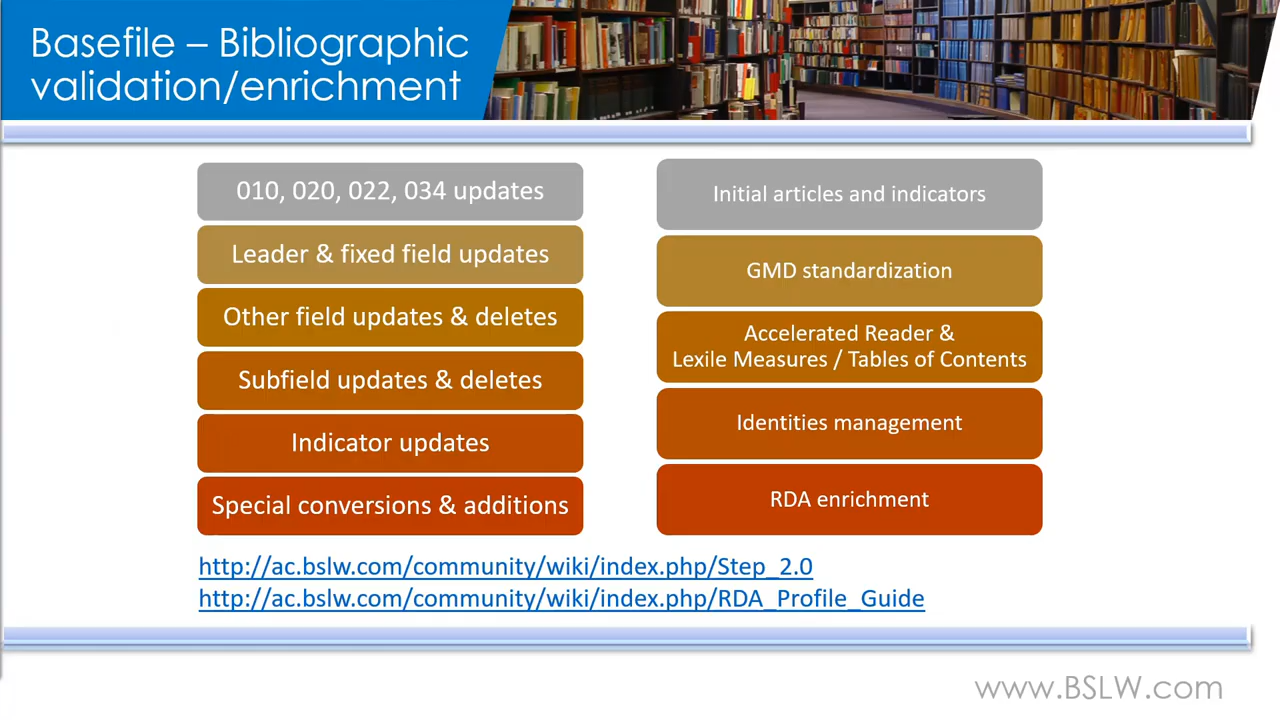 Basefile – Bibliographic
validation/enrichment
010, 020, 022, 034 updates
Leader & fixed field updates
Other field updates & deletes
Subfield updates & deletes
Indicator updates
Special conversions & additions
Initial articles and indicators
GMD standardization
Accelerated Reader &
Lexile Measures / Tables of Contents
Identities management
RDA enrichment
http://ac.bslw.com/community/wiki/index.php/Step_2.0
http://ac.bslw.com/community/wiki/index.php/RDA_Profile_Guide
www.BSLW.com